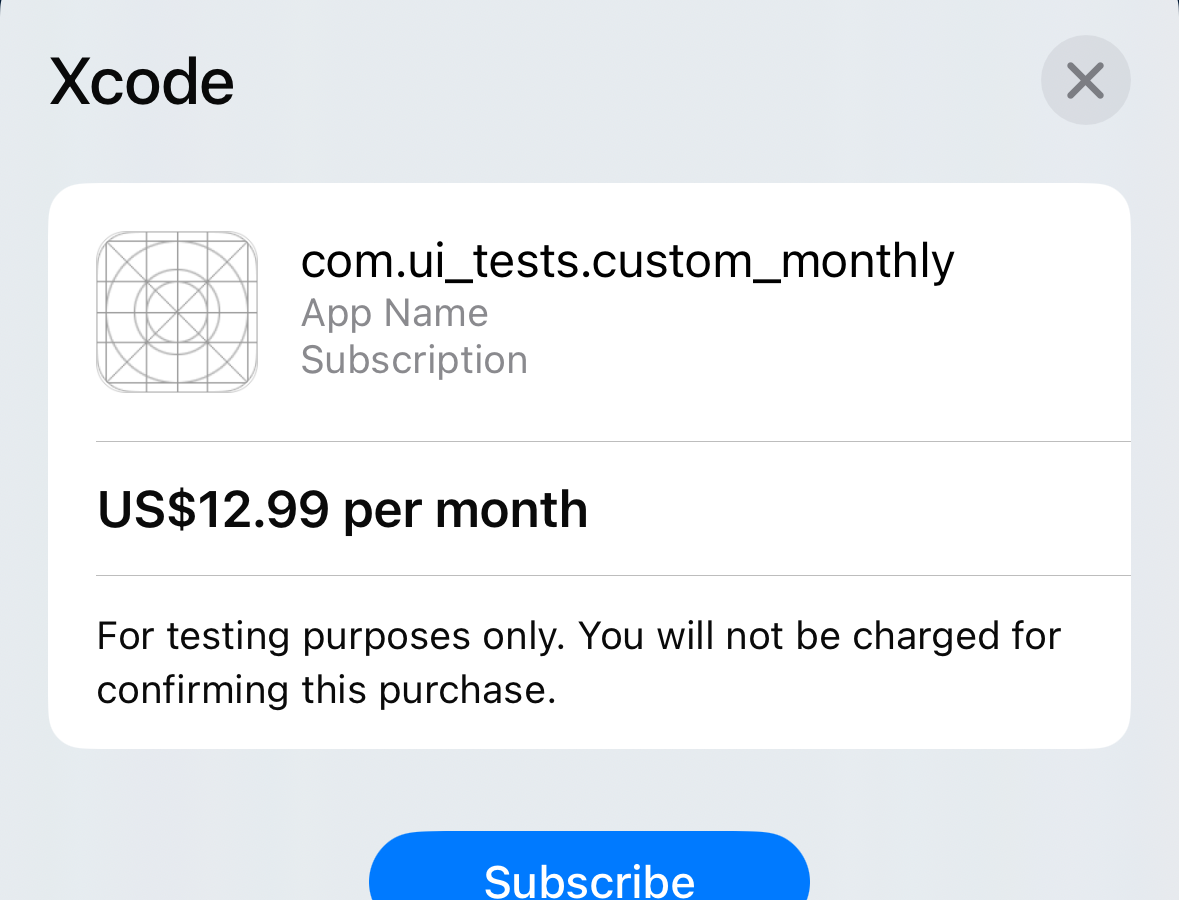 Xcode
com.ui_tests.custom_monthly
App Name
Subscription
US$12.99 per month
For testing purposes only. You will not be charged for
confirming this purchase.
Subscribe